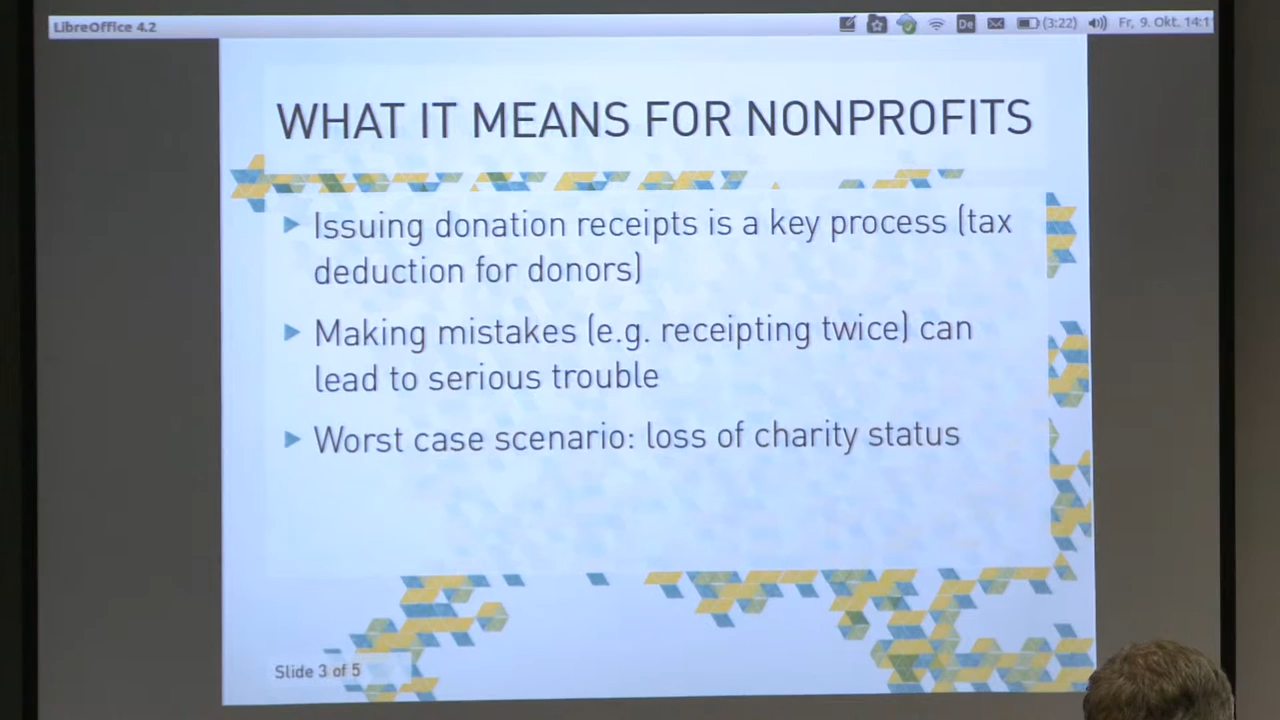 LibreOffice 4.2
De
(3:22)
Fr, 9. Okt. 14:1
WHAT IT MEANS FOR NONPROFITS
Issuing donation receipts is a key process (tax
deduction for donors)
Making mistakes (e.g. receipting twice) can
lead to serious trouble
Worst case scenario: loss of charity status
Slide 3 of 5